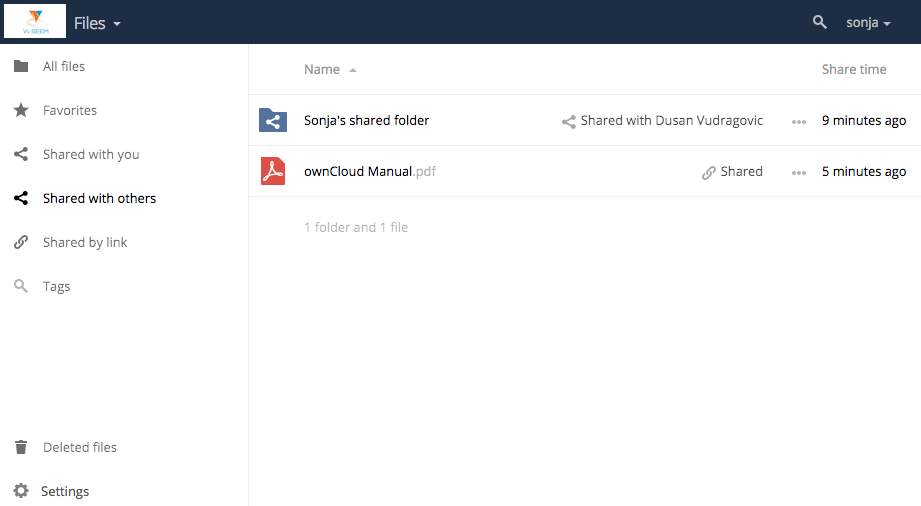 VI-SEEM
Files
sonja
All files
Favorites
Shared with you
Shared with others
Shared by link
Tags
Deleted files
Settings
Name Share time
Sonja's shared folder Shared with Dusan Vudragovic 9 minutes ago
ownCloud Manual.pdf Shared 5 minutes ago
1 folder and 1 file